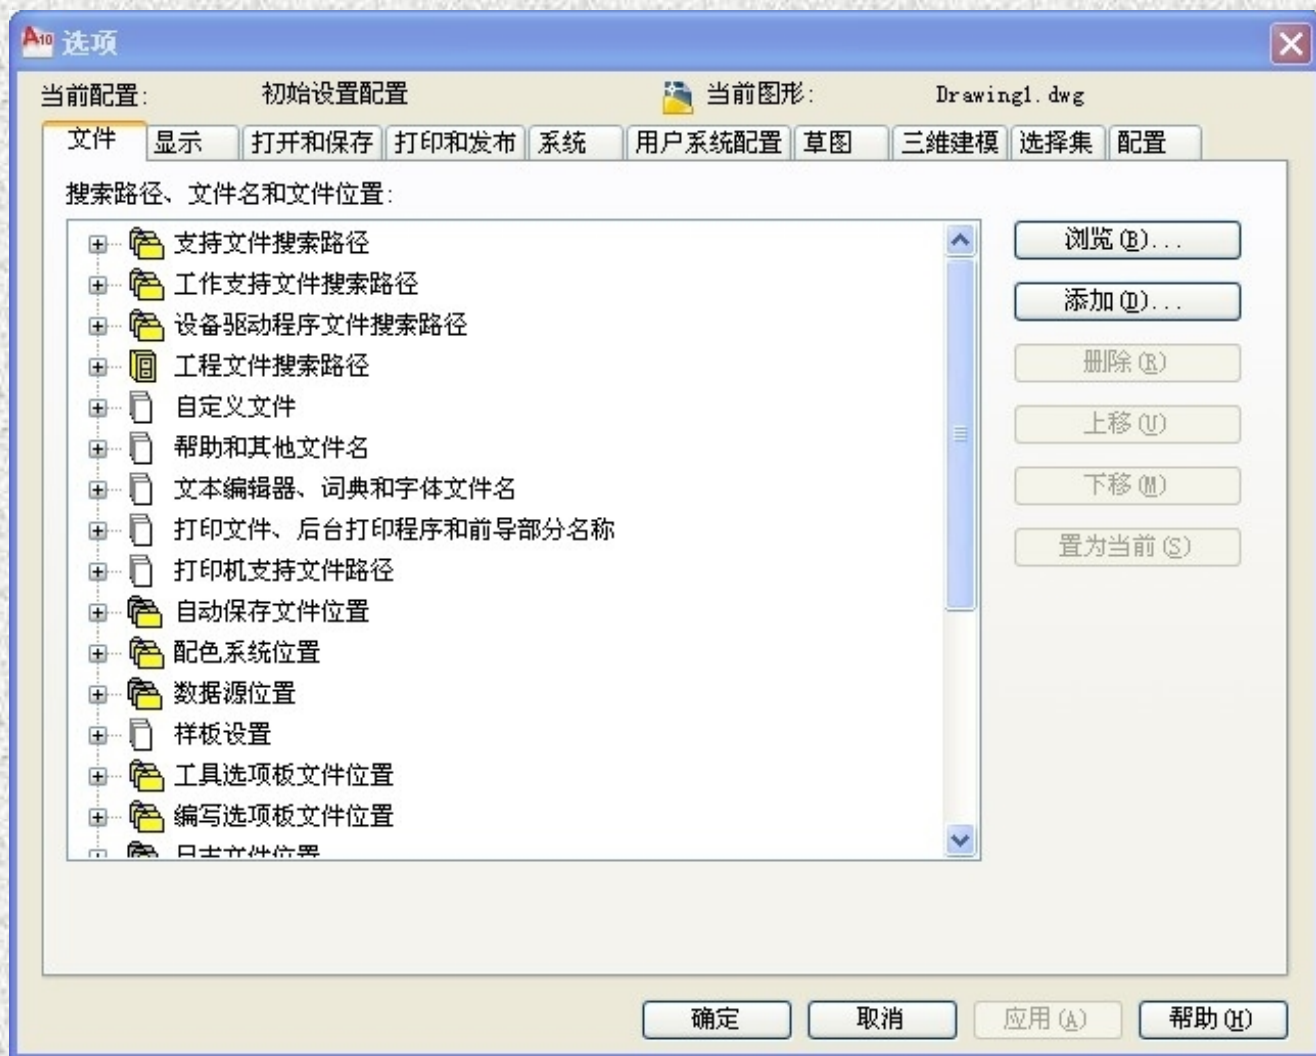 A10 选项
当前配置: 初始设置配置 当前图形: Drawing1.dwg
文件 显示 打开和保存 打印和发布 系统 用户系统配置 草图 三维建模 选择集 配置
搜索路径、文件名和文件位置:
支持文件搜索路径
工作支持文件搜索路径
设备驱动程序文件搜索路径
工程文件搜索路径
自定义文件
帮助和其他文件名
文本编辑器、词典和字体文件名
打印文件、后台打印程序和前导部分名称
打印机支持文件路径
自动保存文件位置
配色系统位置
数据源位置
样板设置
工具选项板文件位置
编写选项板文件位置
日志文件位置
浏览(B)...
添加(D)...
删除(R)
上移(U)
下移(M)
置为当前(S)
确定 取消 应用(A) 帮助(H)